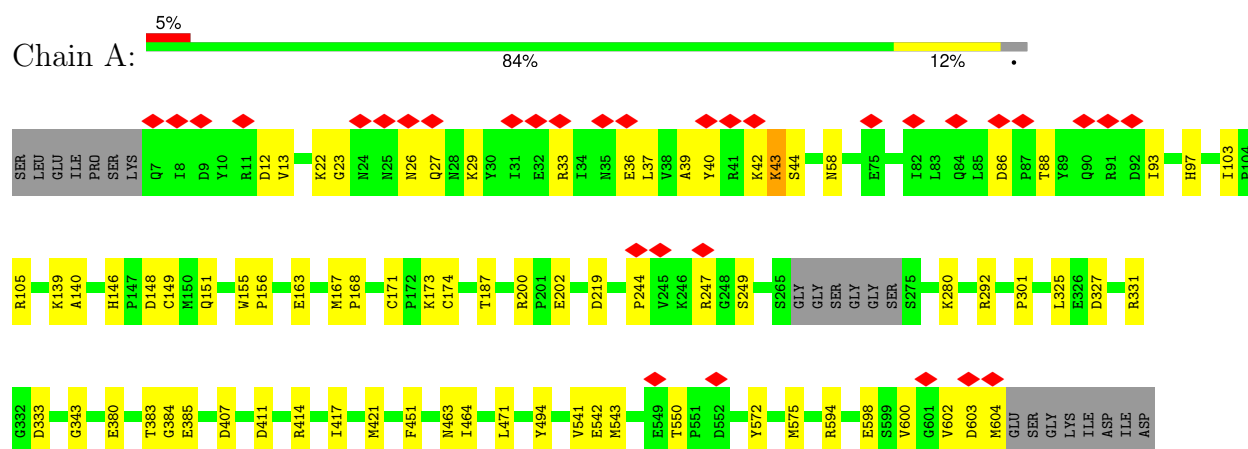 5%
Chain A:
84% 12% •
SER LEU GLU ILE PRO SER LYS Q7 I8 D9 Y10 R11 D12 V13 K22 G23 N24 N25 N26 Q27 N28 K29 Y30 I31 E32 R33 I34 N35 E36 L37 V38 A39 Y40 R41 K42 K43 S44 N58 E75 I82 L83 Q84 L85 D86 P87 T88 Y89 Q90 R91 D92 I93 H97 I103 P104
R105 K139 A140 H146 P147 D148 C149 M150 Q151 W155 P156 E163 M167 P168 C171 P172 K173 C174 T187 R200 P201 E202 D219 P244 V245 K246 R247 G248 S249 S265 GLY GLY SER GLY GLY SER S275 K280 R292 P301 L325 E326 D327 R331
G332 D333 G343 E380 T383 G384 E385 D407 D411 R414 I417 M421 F451 N463 I464 L471 Y494 V541 E542 M543 E549 T550 P551 D552 Y572 M575 R594 E598 S599 V600 G601 V602 D603 M604 GLU SER GLY LYS ILE ASP ILE ASP